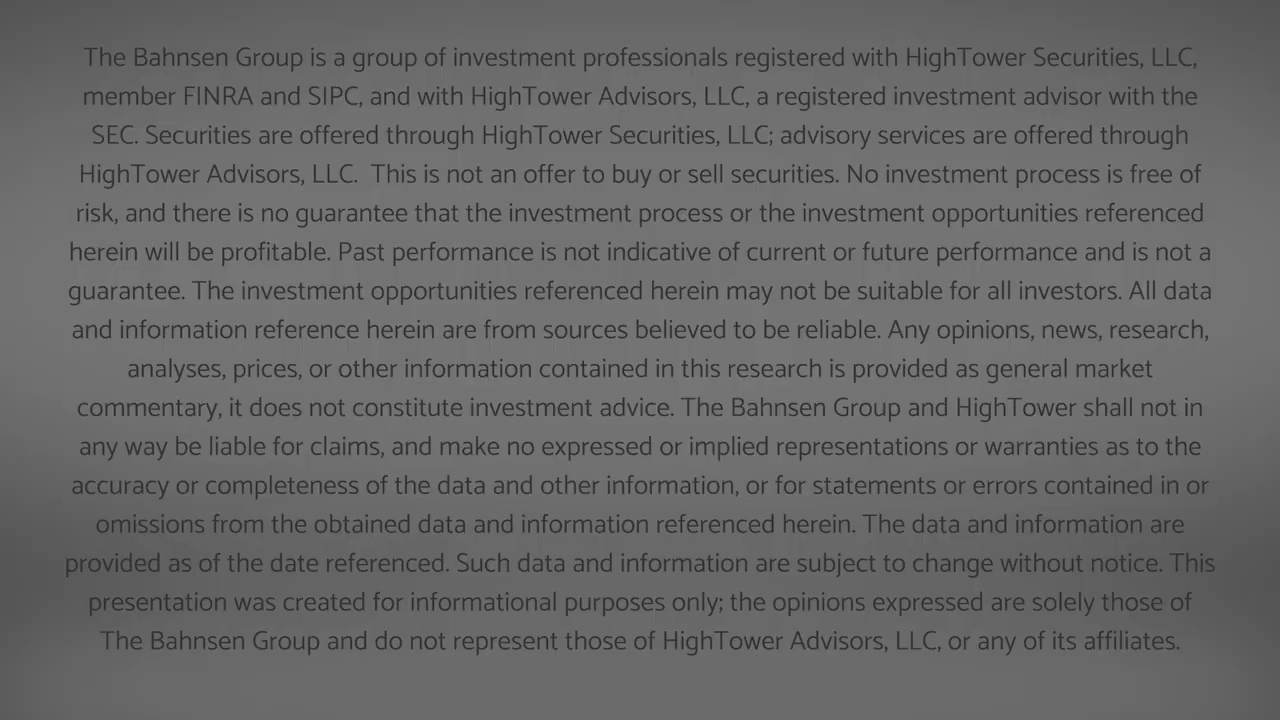 The Bahnsen Group is a group of investment professionals registered with HighTower Securities, LLC,
member FINRA and SIPC, and with HighTower Advisors, LLC, a registered investment advisor with the
SEC. Securities are offered through HighTower Securities, LLC; advisory services are offered through
HighTower Advisors, LLC.  This is not an offer to buy or sell securities. No investment process is free of
risk, and there is no guarantee that the investment process or the investment opportunities referenced
herein will be profitable. Past performance is not indicative of current or future performance and is not a
guarantee. The investment opportunities referenced herein may not be suitable for all investors. All data
and information reference herein are from sources believed to be reliable. Any opinions, news, research,
analyses, prices, or other information contained in this research is provided as general market
commentary, it does not constitute investment advice. The Bahnsen Group and HighTower shall not in
any way be liable for claims, and make no expressed or implied representations or warranties as to the
accuracy or completeness of the data and other information, or for statements or errors contained in or
omissions from the obtained data and information referenced herein. The data and information are
provided as of the date referenced. Such data and information are subject to change without notice. This
presentation was created for informational purposes only; the opinions expressed are solely those of
The Bahnsen Group and do not represent those of HighTower Advisors, LLC, or any of its affiliates.